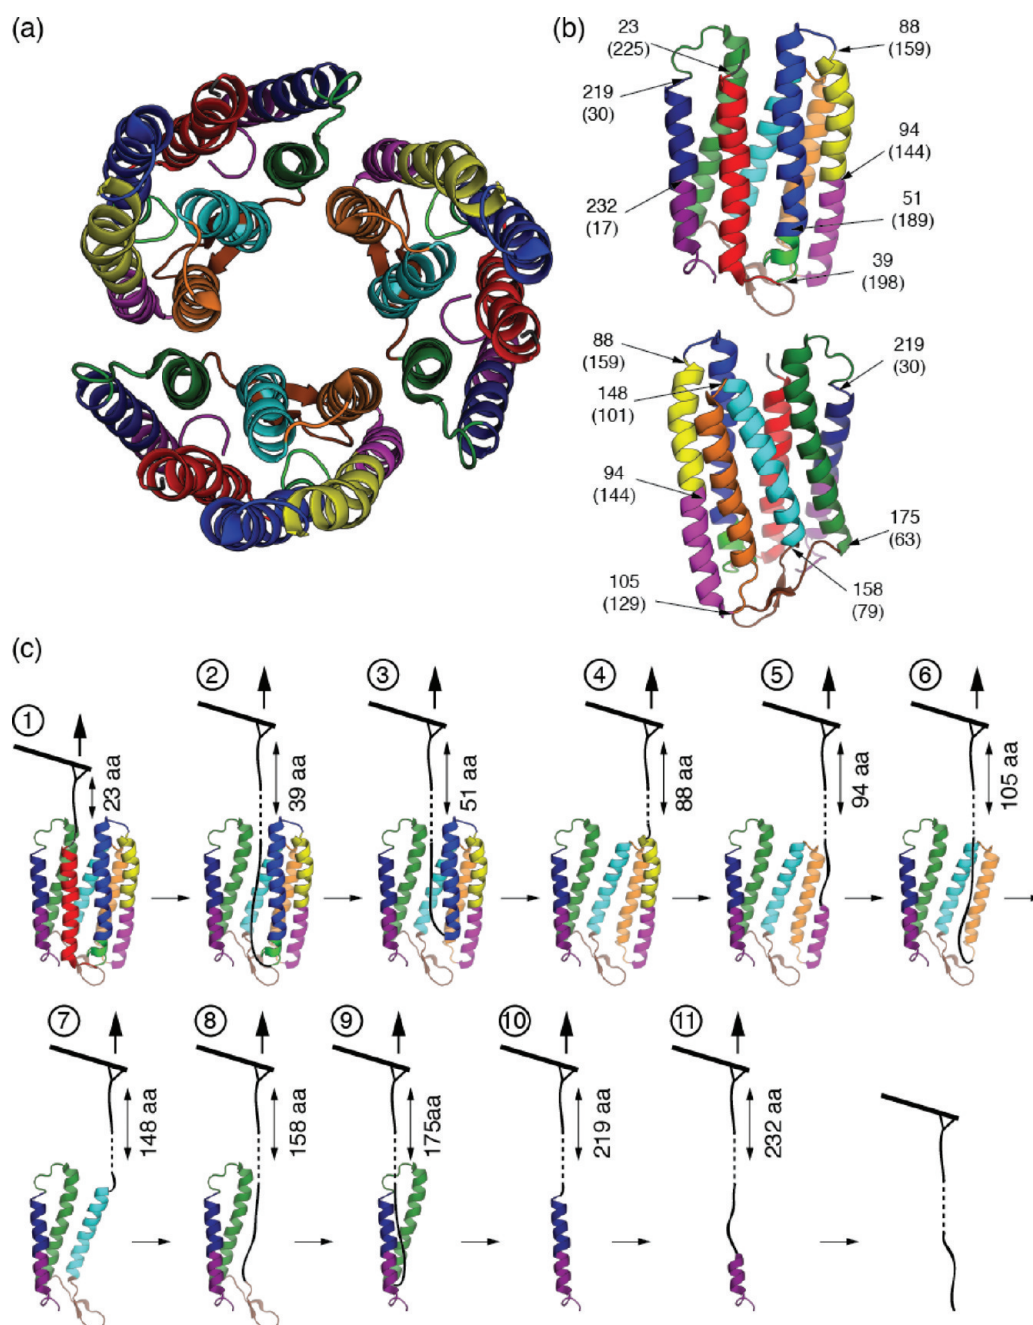 (a)
(b)
23
(225)
88
(159)
219
(30)
94
(144)
232
(17)
51
(189)
39
(198)
88
(159)
219
(30)
148
(101)
94
(144)
175
(63)
105
(129)
158
(79)
(c)
1
23 aa
2
39 aa
3
51 aa
4
88 aa
5
94 aa
6
105 aa
7
148 aa
8
158 aa
9
175aa
10
219 aa
11
232 aa